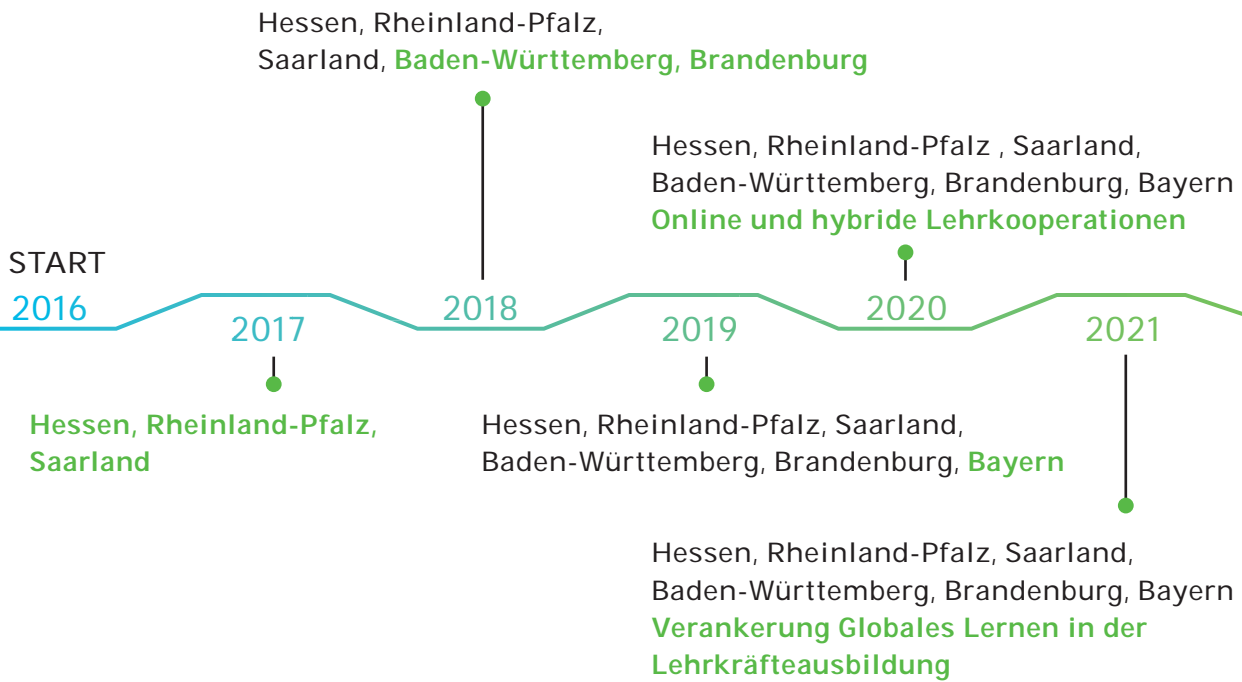 Hessen, Rheinland-Pfalz,
Saarland, Baden-Württemberg, Brandenburg
Hessen, Rheinland-Pfalz , Saarland,
Baden-Württemberg, Brandenburg, Bayern
Online und hybride Lehrkooperationen
START
2016
2017
2018
2019
2020
2021
Hessen, Rheinland-Pfalz,
Saarland
Hessen, Rheinland-Pfalz, Saarland,
Baden-Württemberg, Brandenburg, Bayern
Hessen, Rheinland-Pfalz, Saarland,
Baden-Württemberg, Brandenburg, Bayern
Verankerung Globales Lernen in der
Lehrkräfteausbildung